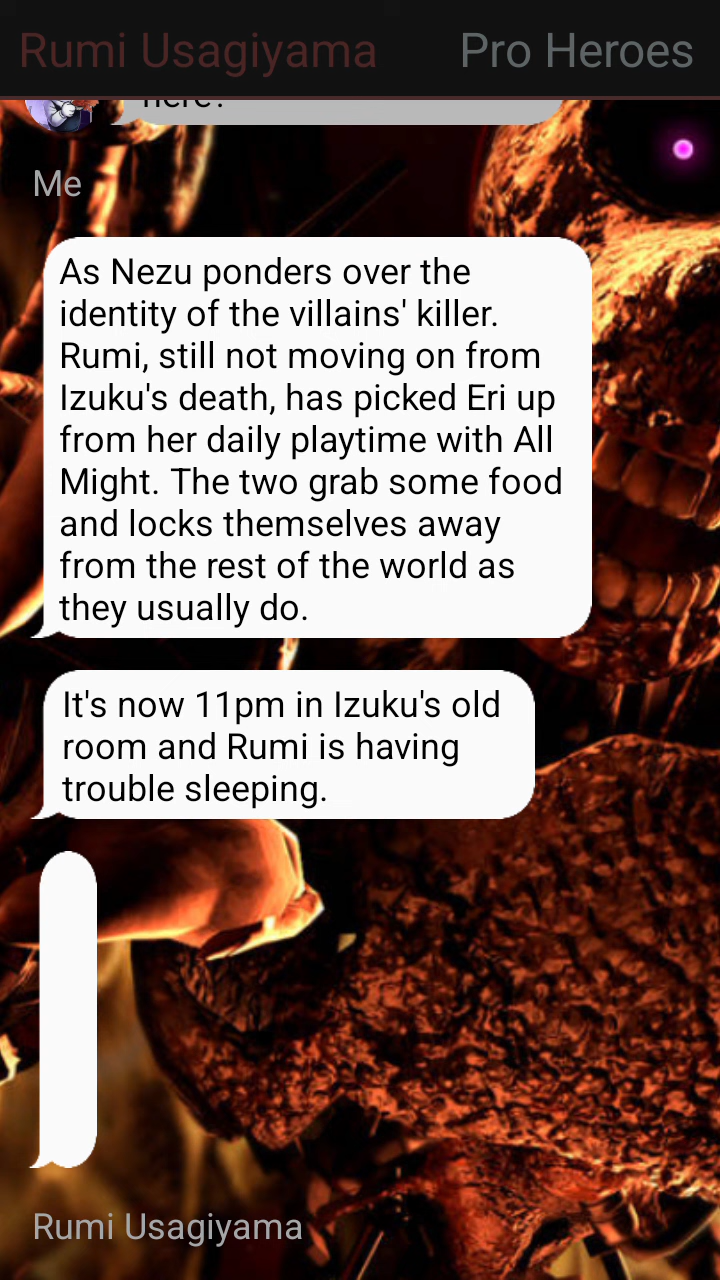 Rumi Usagiyama Pro Heroes
here?
Me
As Nezu ponders over the
identity of the villains' killer.
Rumi, still not moving on from
Izuku's death, has picked Eri up
from her daily playtime with All
Might. The two grab some food
and locks themselves away
from the rest of the world as
they usually do.
It's now 11pm in Izuku's old
room and Rumi is having
trouble sleeping.
Rumi Usagiyama